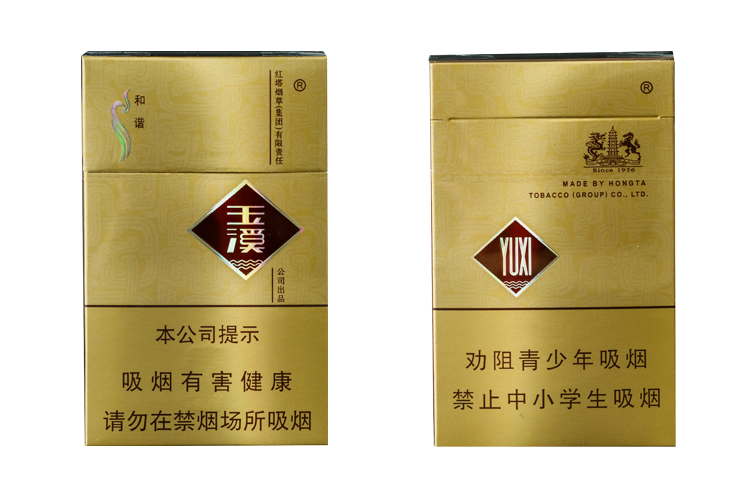 和谐
红塔烟草(集团)有限责任
公司出品
®
玉溪
本公司提示
吸烟有害健康
请勿在禁烟场所吸烟
®
Since 1956
MADE BY HONGTA
TOBACCO (GROUP) CO., LTD.
YUXI
劝阻青少年吸烟
禁止中小学生吸烟